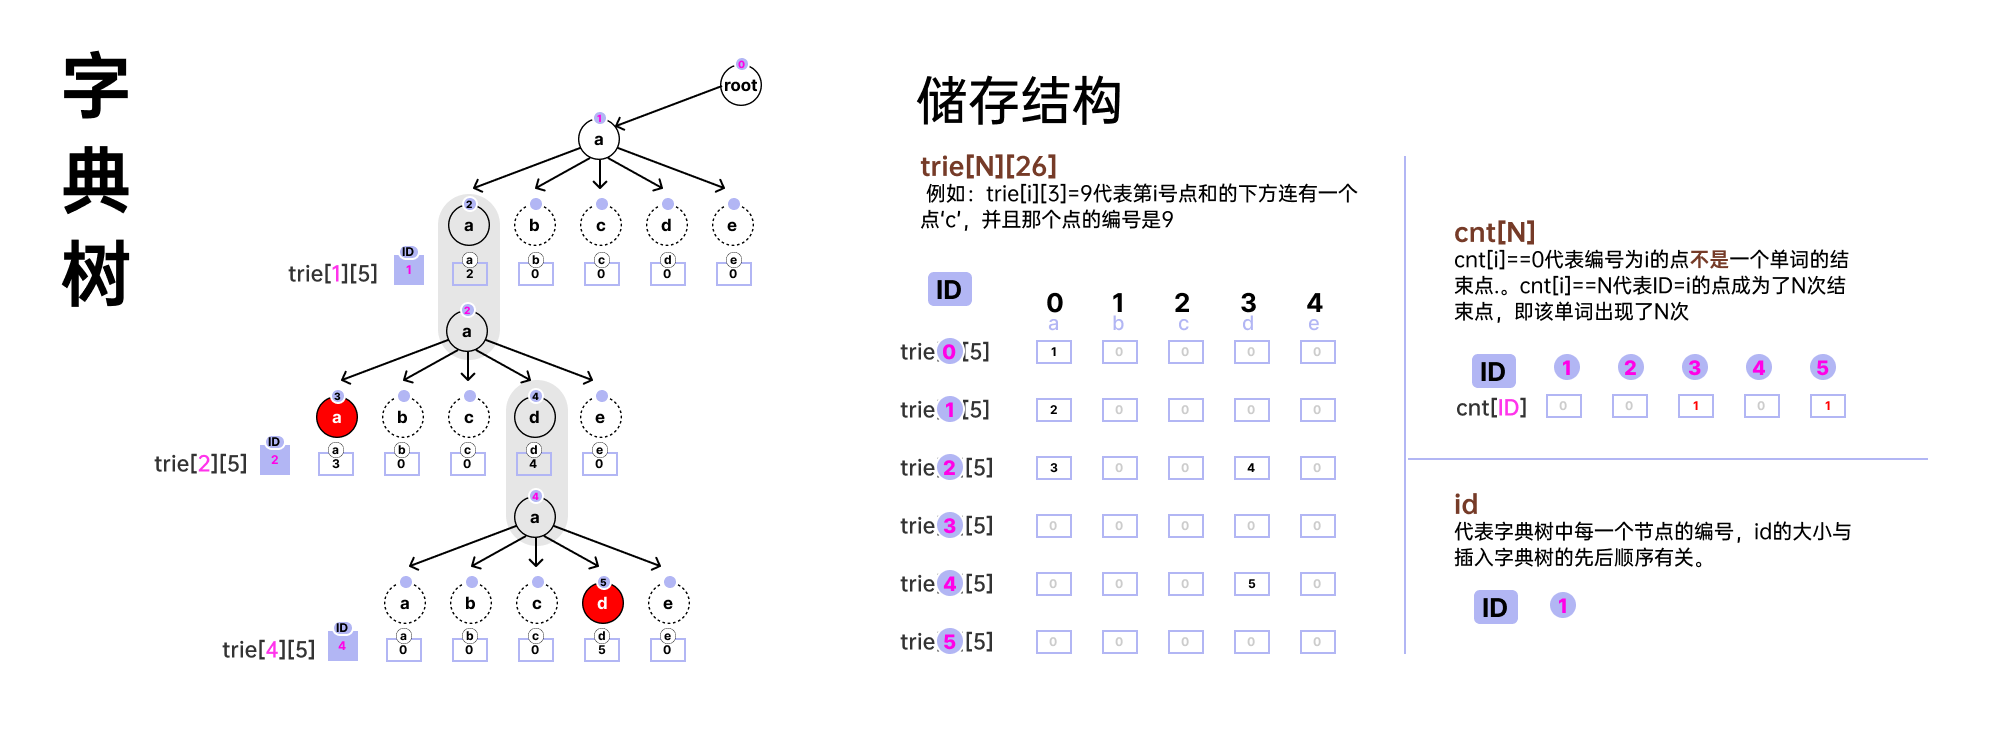 字典树
0
root
1
a
2
a b c d e
ID
trie[1][5] 1
a b c d e
2 0 0 0 0
2
a
3 4
a b c d e
ID
trie[2][5] 2
a b c d e
3 0 0 4 0
4
a
5
a b c d e
ID
trie[4][5] 4
a b c d e
0 0 0 5 0
储存结构
trie[N][26]
例如：trie[i][3]=9代表第i号点和的下方连有一个
点‘c’，并且那个点的编号是9
ID
0 1 2 3 4
a b c d e
trie 0 [5] 1 0 0 0 0
trie 1 [5] 2 0 0 0 0
trie 2 [5] 3 0 0 4 0
trie 3 [5] 0 0 0 0 0
trie 4 [5] 0 0 0 5 0
trie 5 [5] 0 0 0 0 0
cnt[N]
cnt[i]==0代表编号为i的点不是一个单词的结
束点.。cnt[i]==N代表ID=i的点成为了N次结
束点，即该单词出现了N次
ID 1 2 3 4 5
cnt[ID] 0 0 1 0 1
id
代表字典树中每一个节点的编号，id的大小与
插入字典树的先后顺序有关。
ID 1